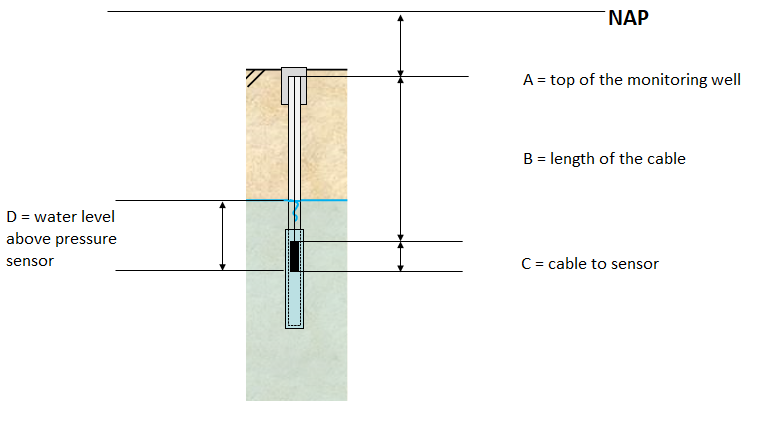 NAP
A = top of the monitoring well
B = length of the cable
D = water level
above pressure
sensor
C = cable to sensor